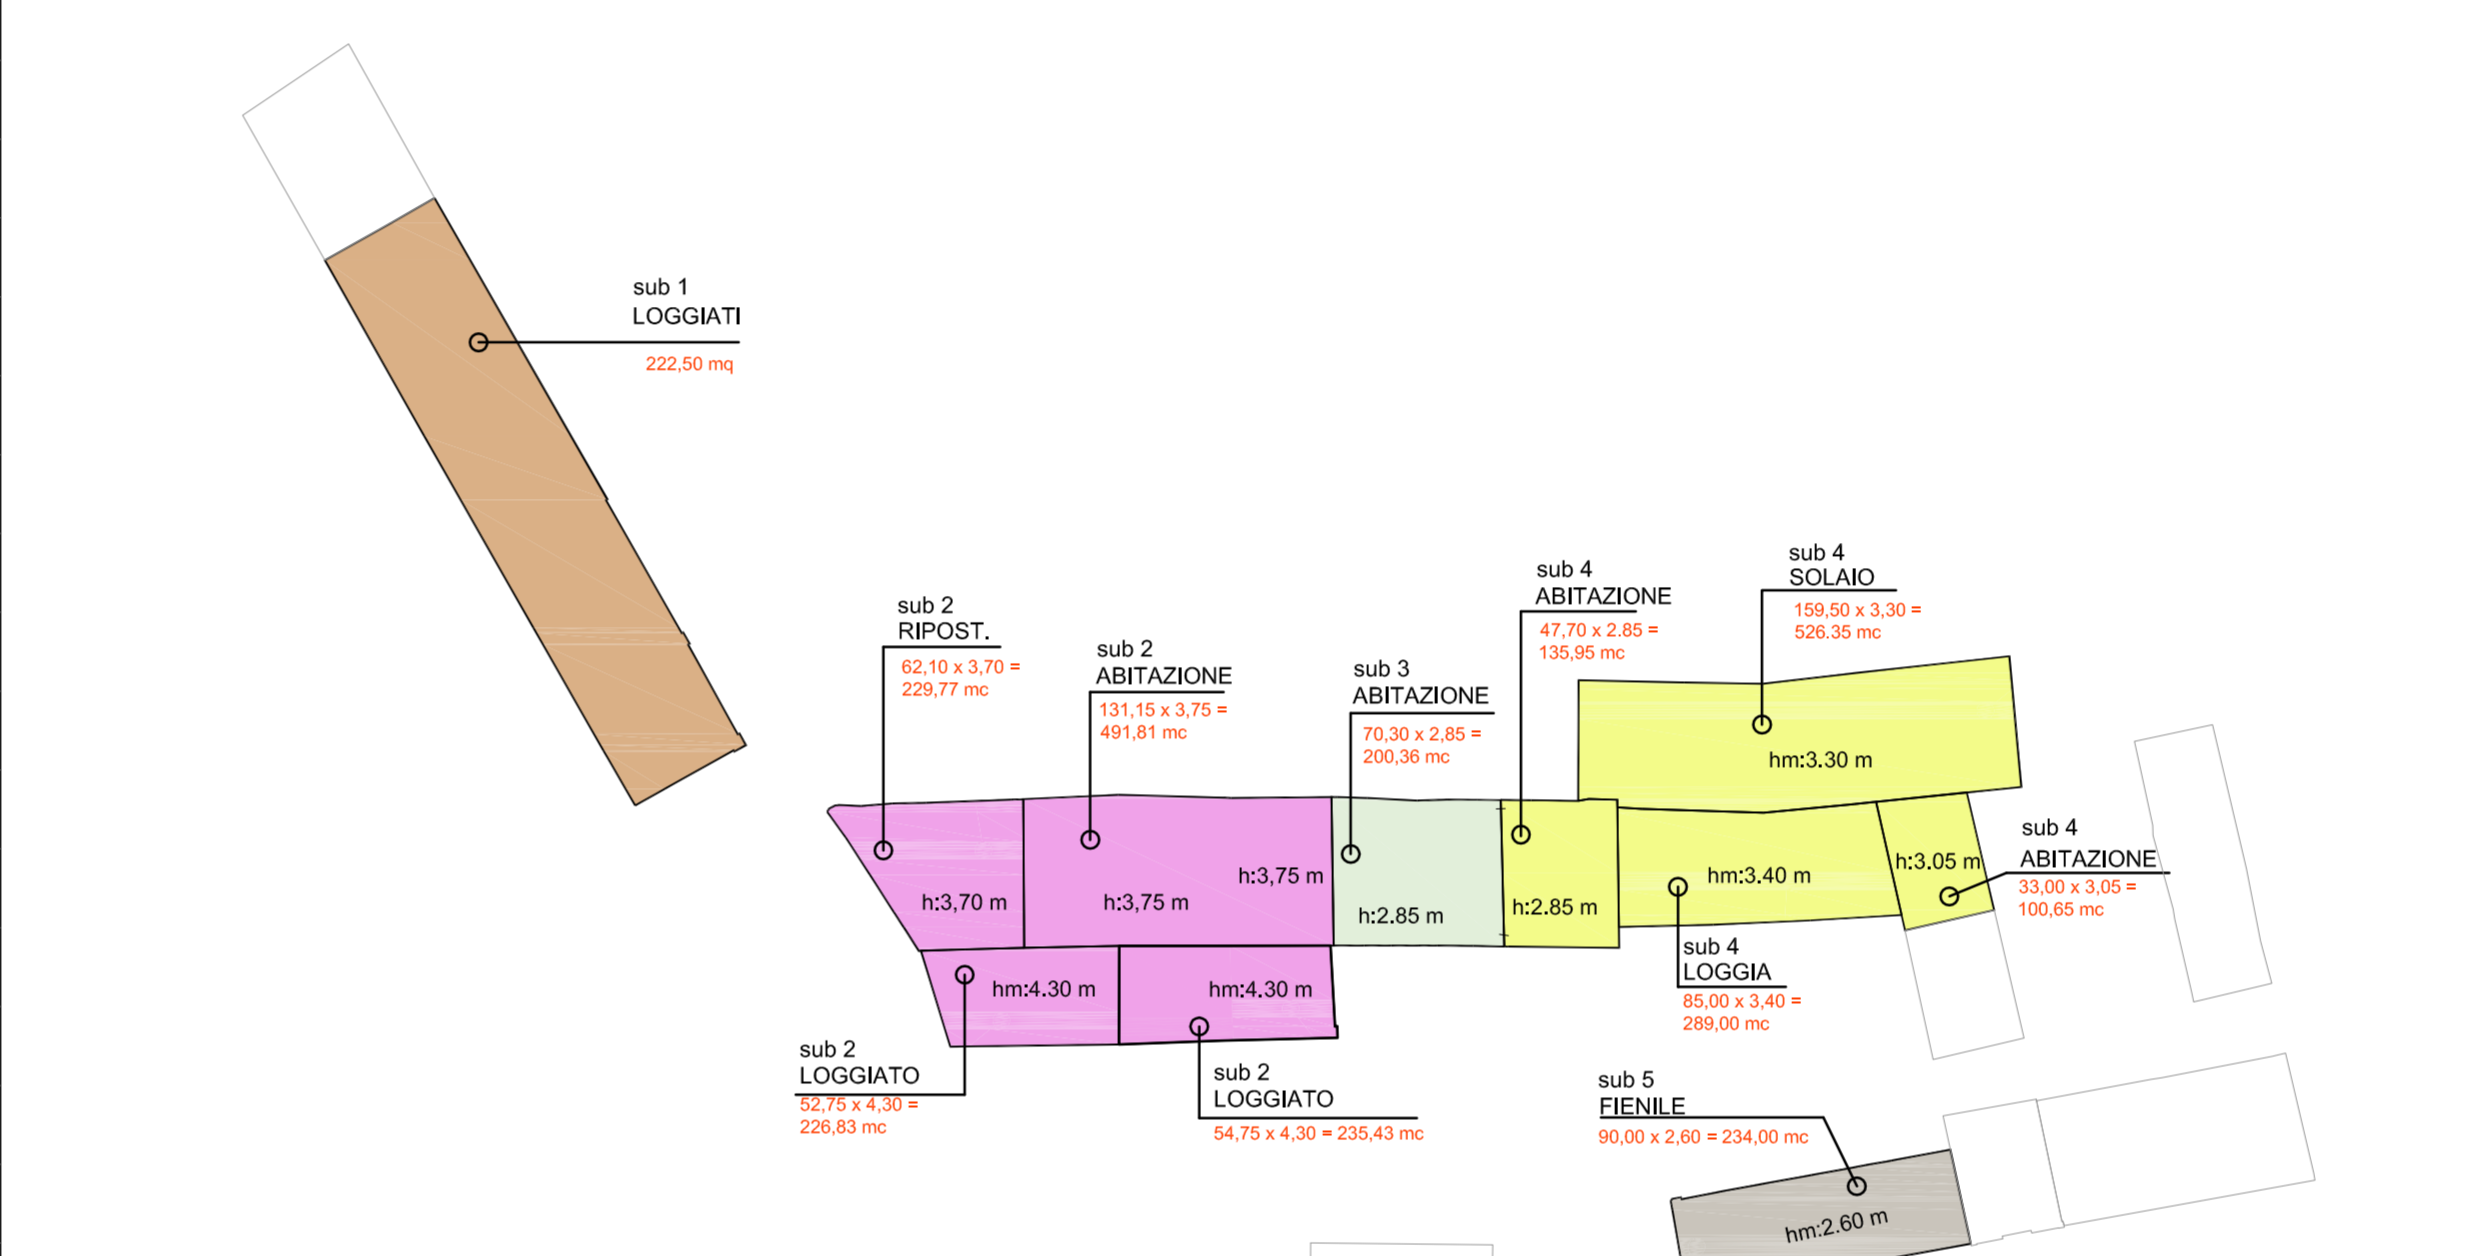 sub 1
LOGGIATI
222,50 mq
sub 4
SOLAIO
159,50 x 3,30 =
526.35 mc
sub 4
ABITAZIONE
47,70 x 2.85 =
135,95 mc
sub 2
RIPOST.
62,10 x 3,70 =
229,77 mc
sub 2
ABITAZIONE
131,15 x 3,75 =
491,81 mc
sub 3
ABITAZIONE
70,30 x 2,85 =
200,36 mc
hm:3.30 m
h:3,70 m
h:3,75 m
h:3,75 m
h:2.85 m
h:2.85 m
hm:3.40 m
h:3.05 m
sub 4
ABITAZIONE
33,00 x 3,05 =
100,65 mc
hm:4.30 m
hm:4.30 m
sub 4
LOGGIA
85,00 x 3,40 =
289,00 mc
sub 2
LOGGIATO
52,75 x 4,30 =
226,83 mc
sub 2
LOGGIATO
54,75 x 4,30 = 235,43 mc
sub 5
FIENILE
90,00 x 2,60 = 234,00 mc
hm:2.60 m